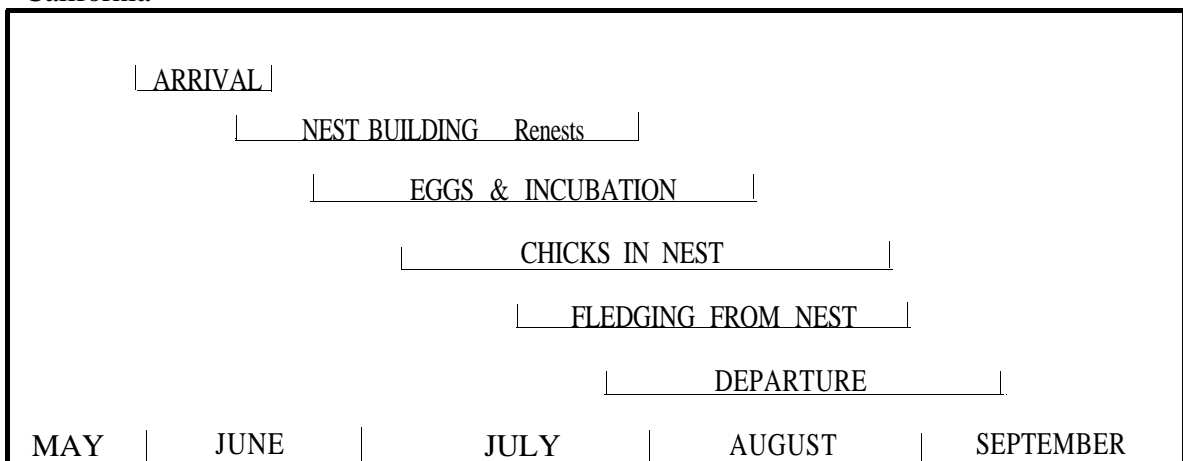 California
ARRIVAL
NEST BUILDING Renests
EGGS & INCUBATION
CHICKS IN NEST
FLEDGING FROM NEST
DEPARTURE
MAY JUNE JULY AUGUST SEPTEMBER